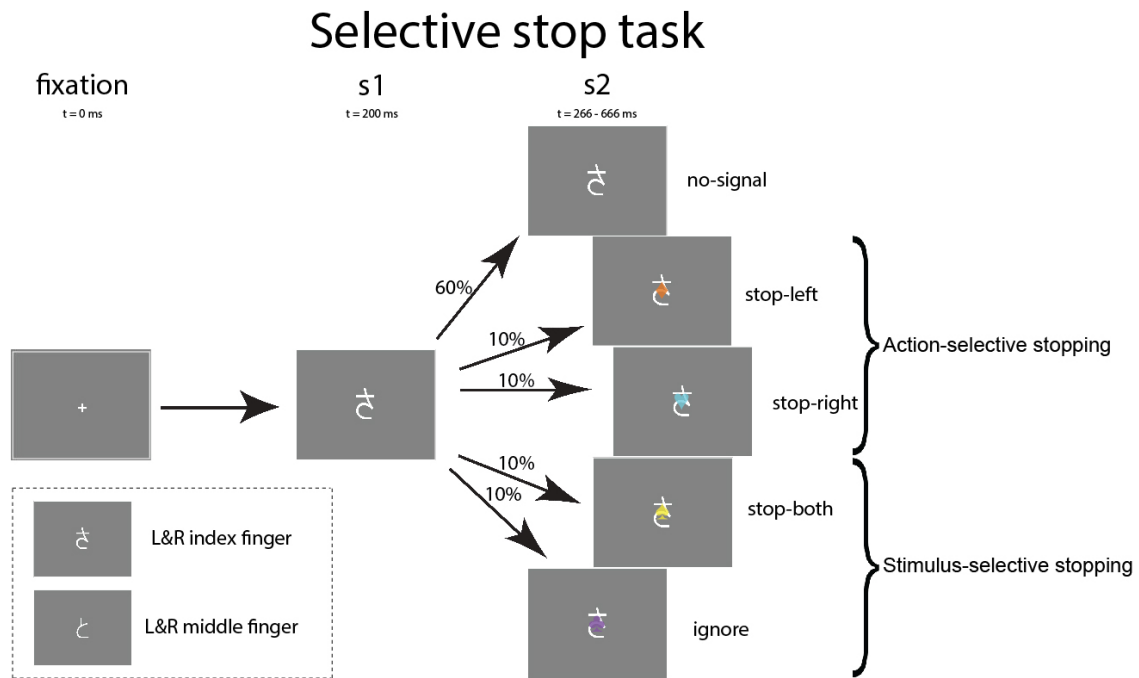 Selective stop task
fixation
t = 0 ms
s1
t = 200 ms
s2
t = 266 - 666 ms
+
さ
さ
no-signal
60%
さ
stop-left
10%
さ
stop-right
10%
Action-selective stopping
さ
stop-both
10%
さ
ignore
10%
Stimulus-selective stopping
さ
L&R index finger
と
L&R middle finger